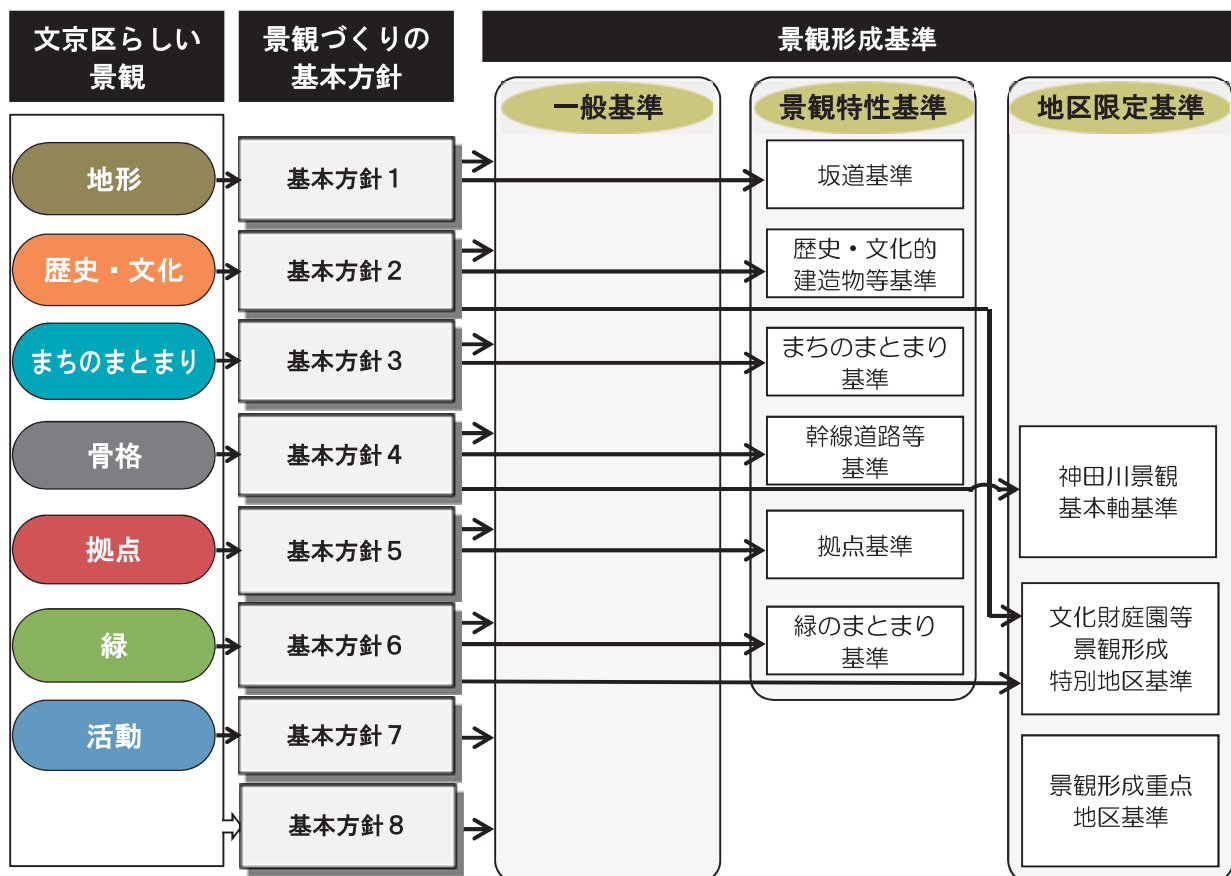 文京区らしい
景観
景観づくりの
基本方針
景観形成基準
一般基準
景観特性基準
地区限定基準
地形
基本方針1
坂道基準
歴史・文化
基本方針2
歴史・文化的
建造物等基準
まちのまとまり
基本方針3
まちのまとまり
基準
骨格
基本方針4
幹線道路等
基準
神田川景観
基本軸基準
拠点
基本方針5
拠点基準
緑
基本方針6
緑のまとまり
基準
文化財庭園等
景観形成
特別地区基準
活動
基本方針7
基本方針8
景観形成重点
地区基準